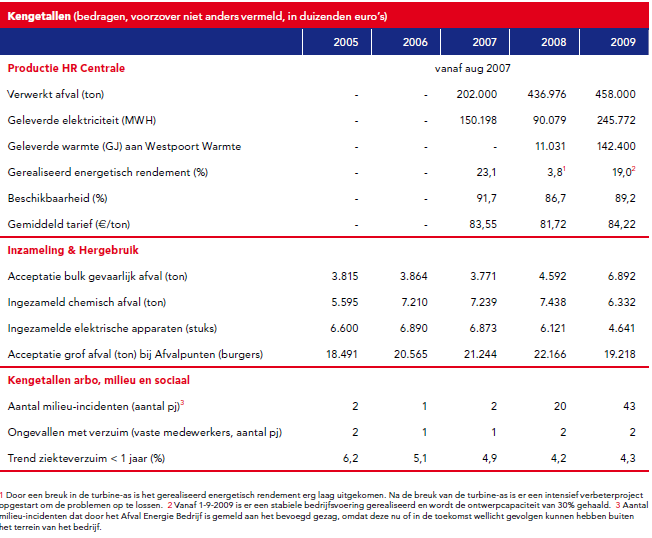 Kengetallen (bedragen, voorzover niet anders vermeld, in duizenden euro's)
2005 2006 2007 2008 2009
Productie HR Centrale vanaf aug 2007
Verwerkt afval (ton) - - 202.000 436.976 458.000
Geleverde elektriciteit (MWH) - - 150.198 90.079 245.772
Geleverde warmte (GJ) aan Westpoort Warmte - - - 11.031 142.400
Gerealiseerd energetisch rendement (%) - - 23,1 3,8¹ 19,0²
Beschikbaarheid (%) - - 91,7 86,7 89,2
Gemiddeld tarief (€/ton) - - 83,55 81,72 84,22
Inzameling & Hergebruik
Acceptatie bulk gevaarlijk afval (ton) 3.815 3.864 3.771 4.592 6.892
Ingezameld chemisch afval (ton) 5.595 7.210 7.239 7.438 6.332
Ingezamelde elektrische apparaten (stuks) 6.600 6.890 6.873 6.121 4.641
Acceptatie grof afval (ton) bij Afvalpunten (burgers) 18.491 20.565 21.244 22.166 19.218
Kengetallen arbo, milieu en sociaal
Aantal milieu-incidenten (aantal pj)³ 2 1 2 20 43
Ongevallen met verzuim (vaste medewerkers, aantal pj) 2 1 1 2 2
Trend ziekteverzuim < 1 jaar (%) 6,2 5,1 4,9 4,2 4,3
1 Door een breuk in de turbine-as is het gerealiseerd energetisch rendement erg laag uitgekomen. Na de breuk van de turbine-as is er een intensief verbeterproject
opgestart om de problemen op te lossen. 2 Vanaf 1-9-2009 is er een stabiele bedrijfsvoering gerealiseerd en wordt de ontwerpcapaciteit van 30% gehaald. 3 Aantal
milieu-incidenten dat door het Afval Energie Bedrijf is gemeld aan het bevoegd gezag, omdat deze nu of in de toekomst wellicht gevolgen kunnen hebben buiten
het terrein van het bedrijf.